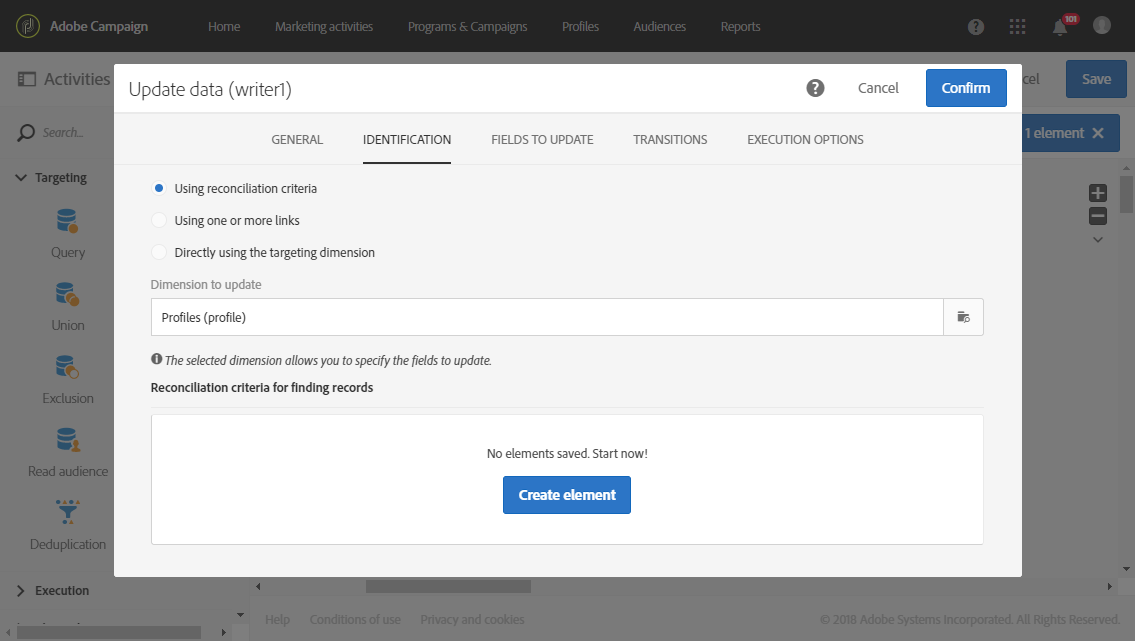 Adobe Campaign
Home
Marketing activities
Programs & Campaigns
Profiles
Audiences
Reports
?
101
Activities
Update data (writer1)
?
Cancel
Confirm
cel
Save
Search...
GENERAL
IDENTIFICATION
FIELDS TO UPDATE
TRANSITIONS
EXECUTION OPTIONS
1 element
Targeting
Using reconciliation criteria
Using one or more links
Directly using the targeting dimension
Query
Dimension to update
Profiles (profile)
Union
The selected dimension allows you to specify the fields to update.
Reconciliation criteria for finding records
Exclusion
No elements saved. Start now!
Create element
Read audience
Deduplication
Execution
Help
Conditions of use
Privacy and cookies
© 2018 Adobe Systems Incorporated. All Rights Reserved.